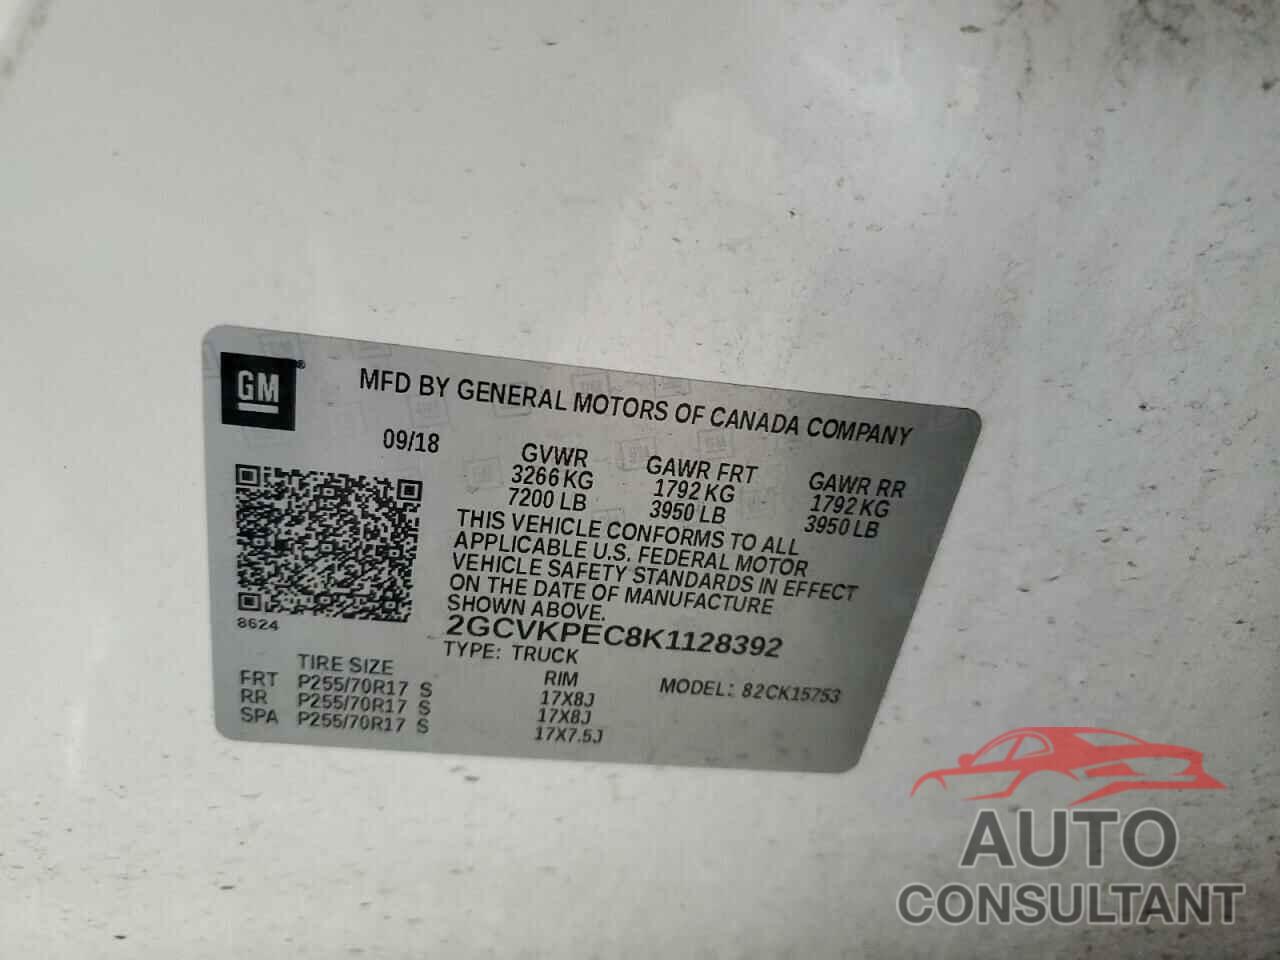 GM®
MFD BY GENERAL MOTORS OF CANADA COMPANY
09/18
GVWR
3266 KG
7200 LB
GAWR FRT
1792 KG
3950 LB
GAWR RR
1792 KG
3950 LB
THIS VEHICLE CONFORMS TO ALL
APPLICABLE U.S. FEDERAL MOTOR
VEHICLE SAFETY STANDARDS IN EFFECT
ON THE DATE OF MANUFACTURE
SHOWN ABOVE.
8624
2GCVKPEC8K1128392
TYPE: TRUCK
TIRE SIZE
RIM
MODEL: 82CK15753
FRT P255/70R17 S 17X8J
RR P255/70R17 S 17X8J
SPA P255/70R17 S 17X7.5J
AUTO
CONSULTANT